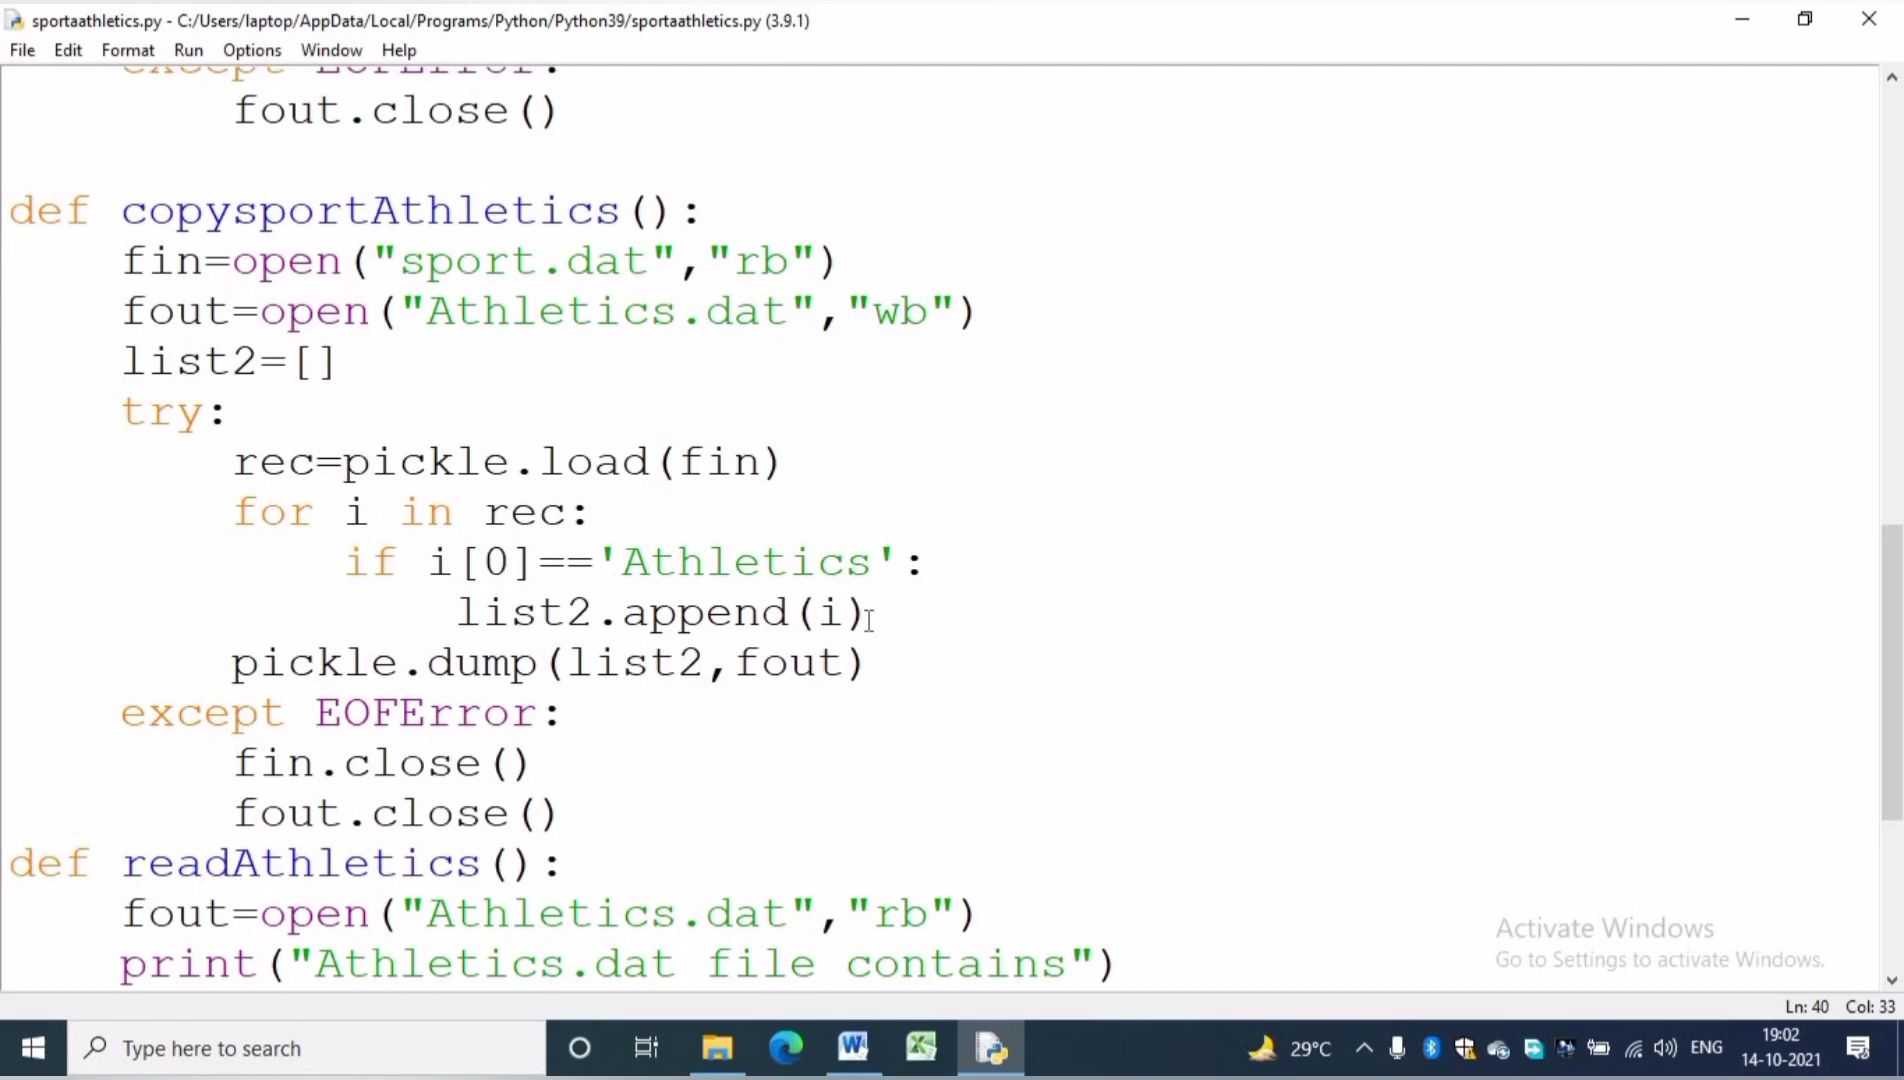 sportaathletics.py - C:/Users/laptop/AppData/Local/Programs/Python/Python39/sportaathletics.py (3.9.1)
File Edit Format Run Options Window Help
except EOFError:
fout.close()
def copysportAthletics():
fin=open("sport.dat","rb")
fout=open("Athletics.dat","wb")
list2=[]
try:
rec=pickle.load(fin)
for i in rec:
if i[0]=='Athletics':
list2.append(i)
pickle.dump(list2,fout)
except EOFError:
fin.close()
fout.close()
def readAthletics():
fout=open("Athletics.dat","rb")
print("Athletics.dat file contains")
Activate Windows
Go to Settings to activate Windows.
Ln: 40 Col: 33
Type here to search
29°C
ENG
19:02
14-10-2021